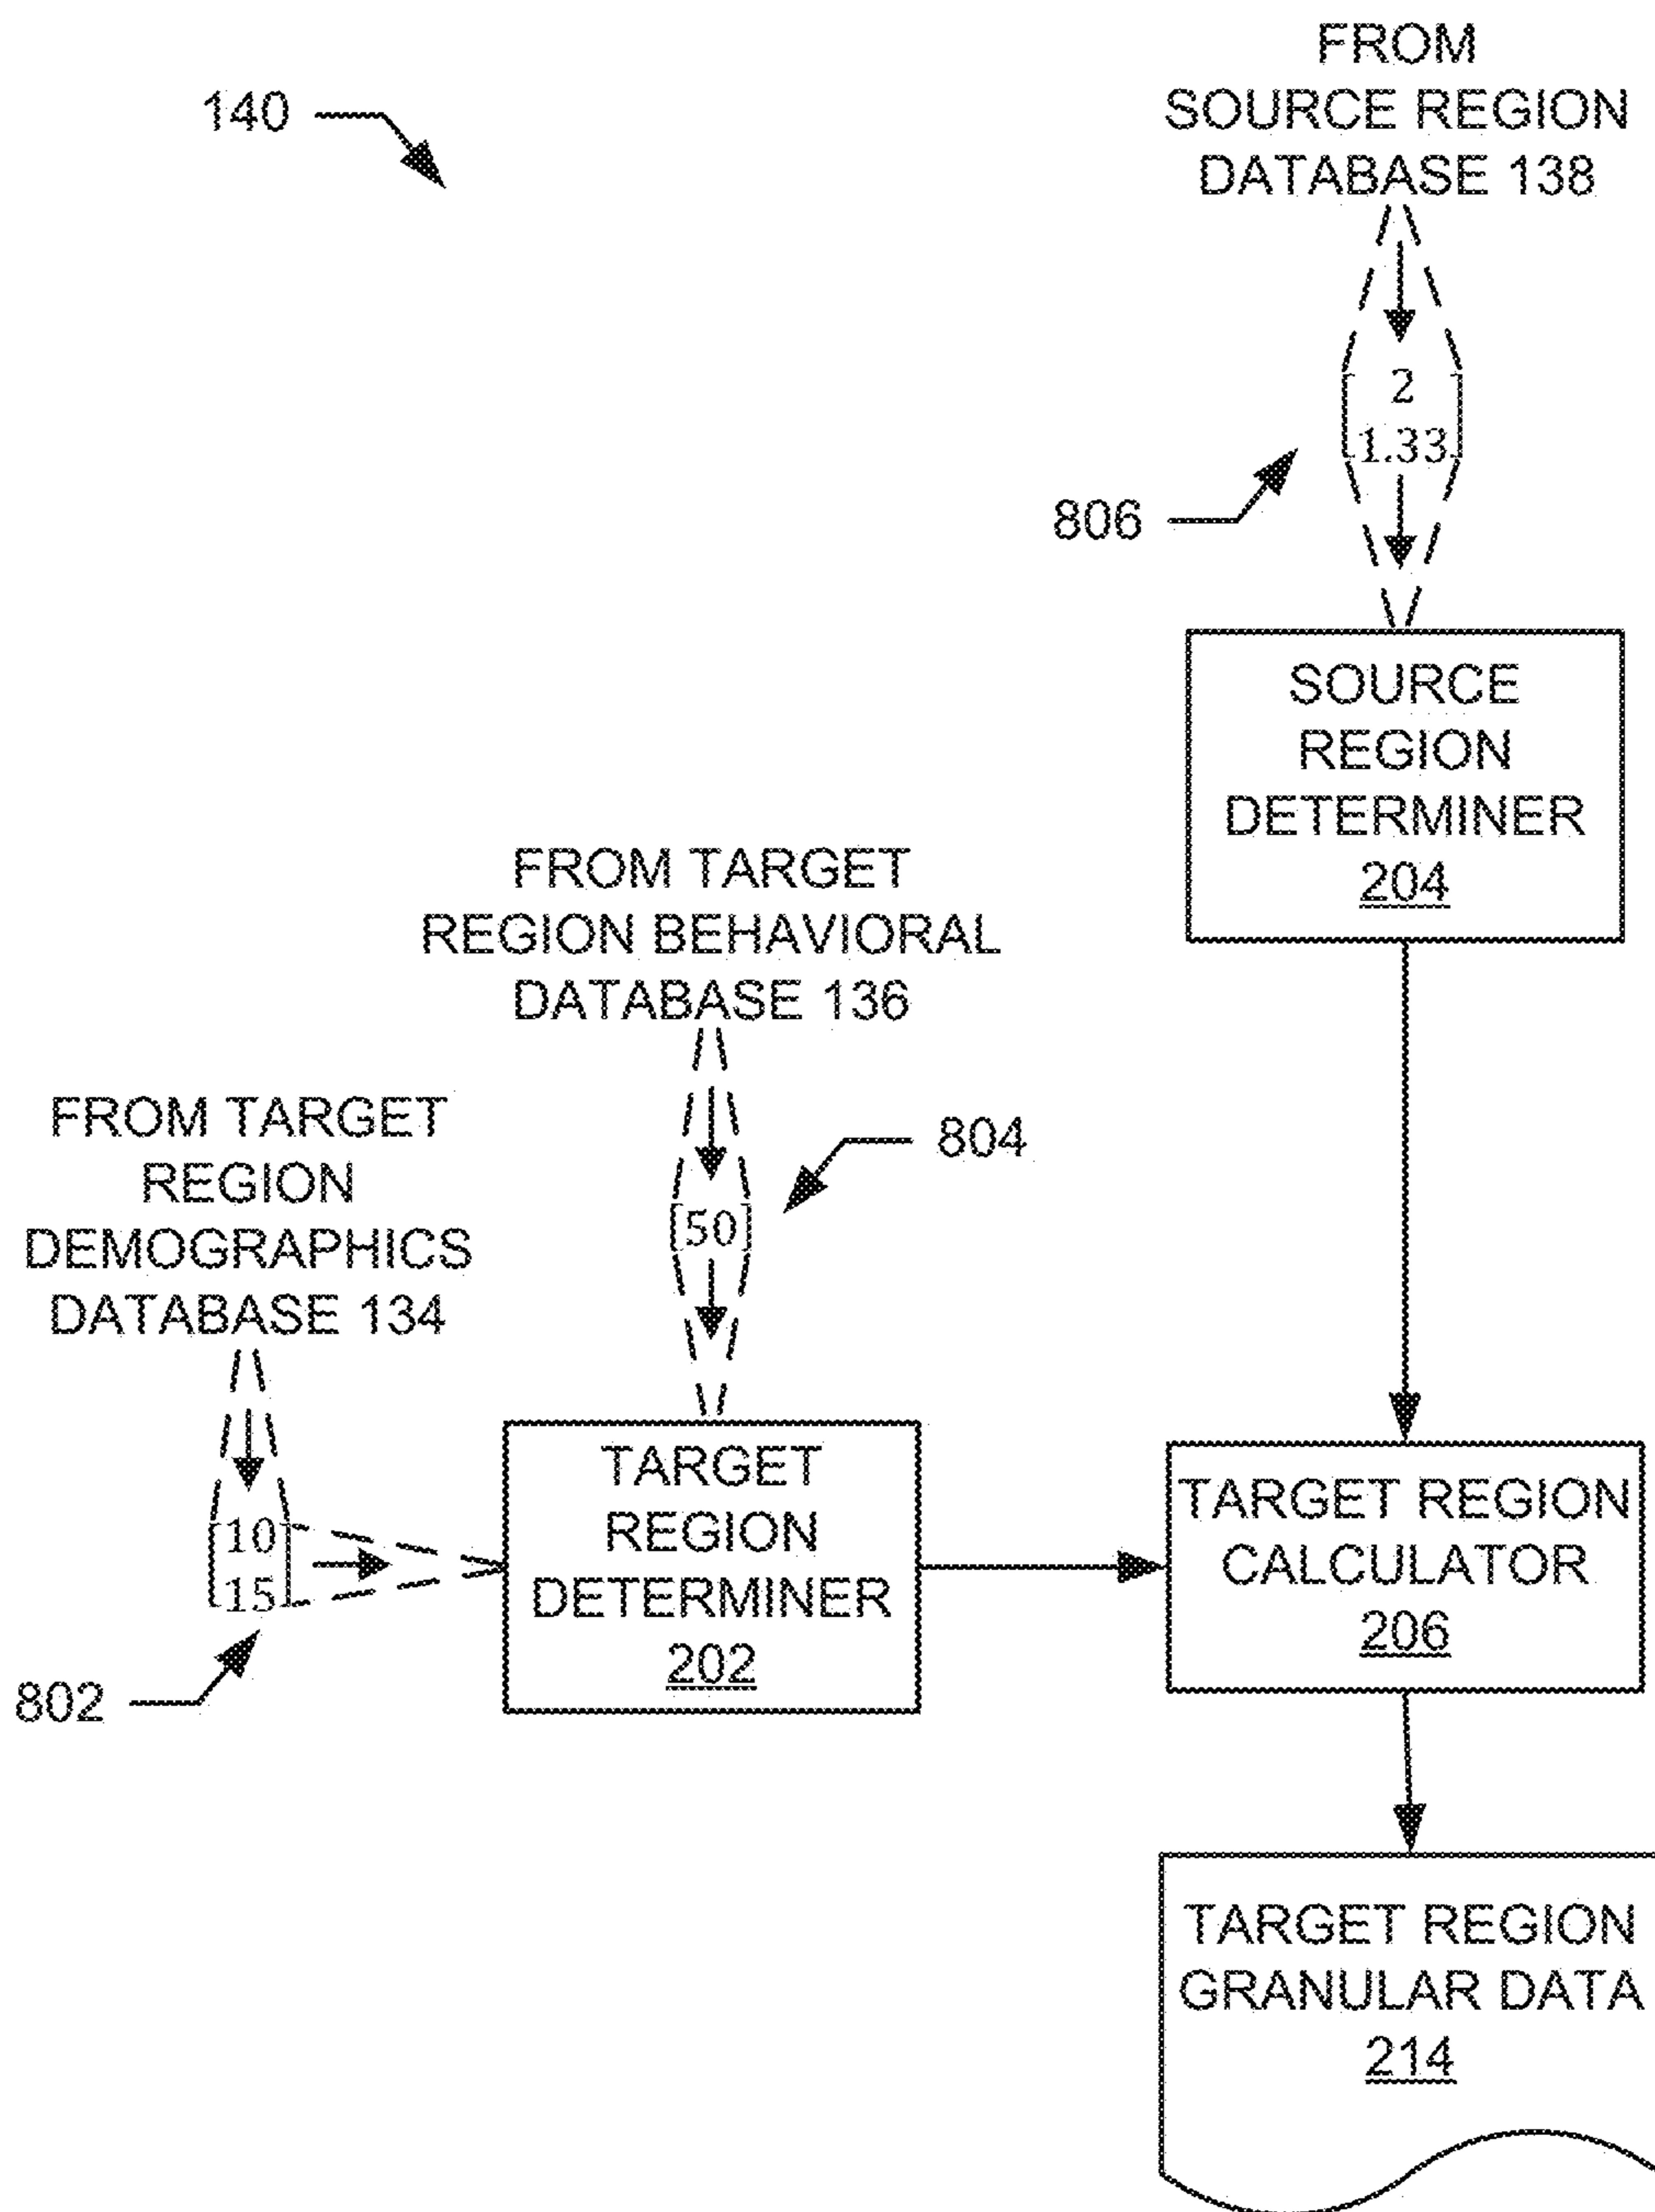 140
FROM
SOURCE REGION
DATABASE 138
2
1.33
806
SOURCE
REGION
DETERMINER
204
FROM TARGET
REGION BEHAVIORAL
DATABASE 136
804
[50]
FROM TARGET
REGION
DEMOGRAPHICS
DATABASE 134
10
15
802
TARGET
REGION
DETERMINER
202
TARGET REGION
CALCULATOR
206
TARGET REGION
GRANULAR DATA
214